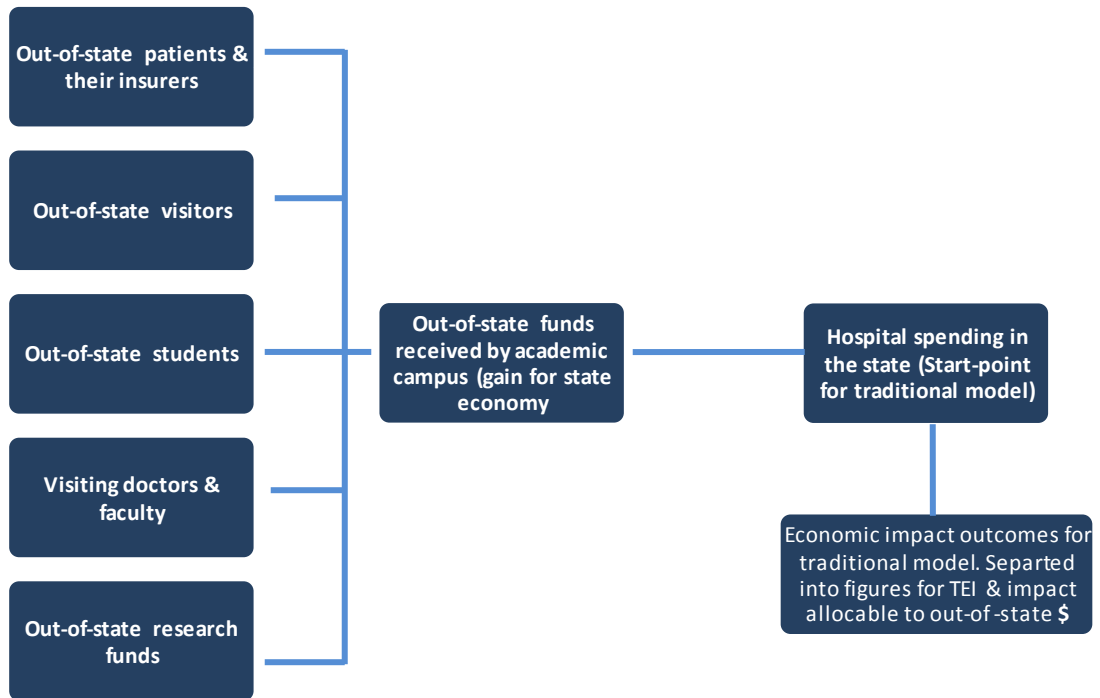 Out-of-state patients &
their insurers
Out-of-state visitors
Out-of-state students
Visiting doctors &
faculty
Out-of-state research
funds
Out-of-state funds
received by academic
campus (gain for state
economy
Hospital spending in
the state (Start-point
for traditional model)
Economic impact outcomes for
traditional model. Separted
into figures for TEI & impact
allocable to out-of -state $